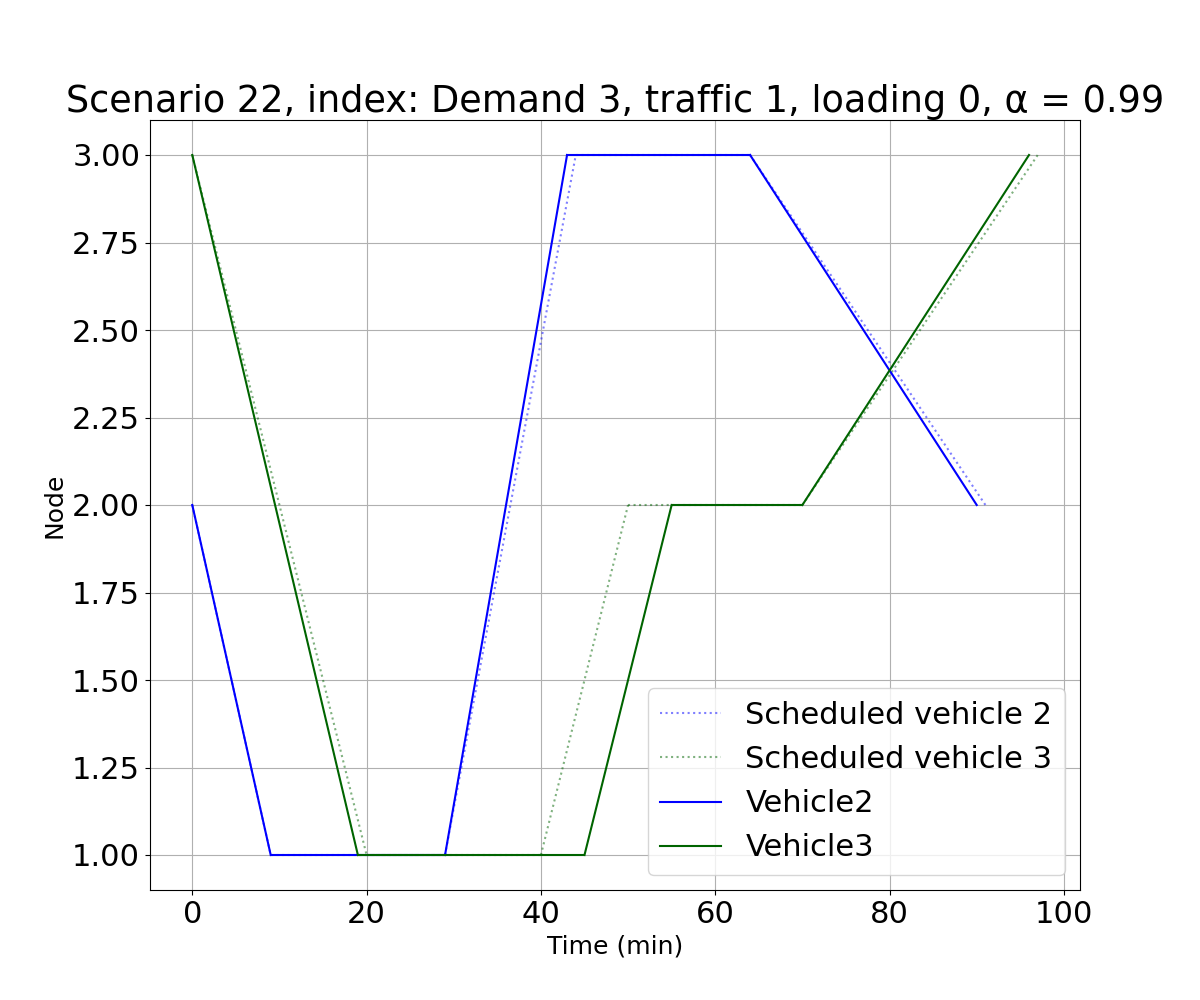 Scenario 22, index: Demand 3, traffic 1, loading 0, α = 0.99
3.00
2.75
2.50
2.25
2.00
1.75
1.50
1.25
1.00
Node
Scheduled vehicle 2
Scheduled vehicle 3
Vehicle2
Vehicle3
0 20 40 60 80 100
Time (min)